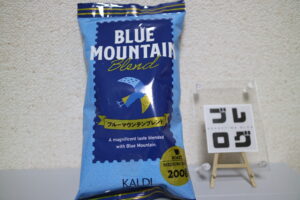 BLUE
MOUNTAIN
Blend
ブルーマウンテンブレンド
A magnificent taste blended
with Blue Mountain.
200g
KALDI
ブレ
ログ